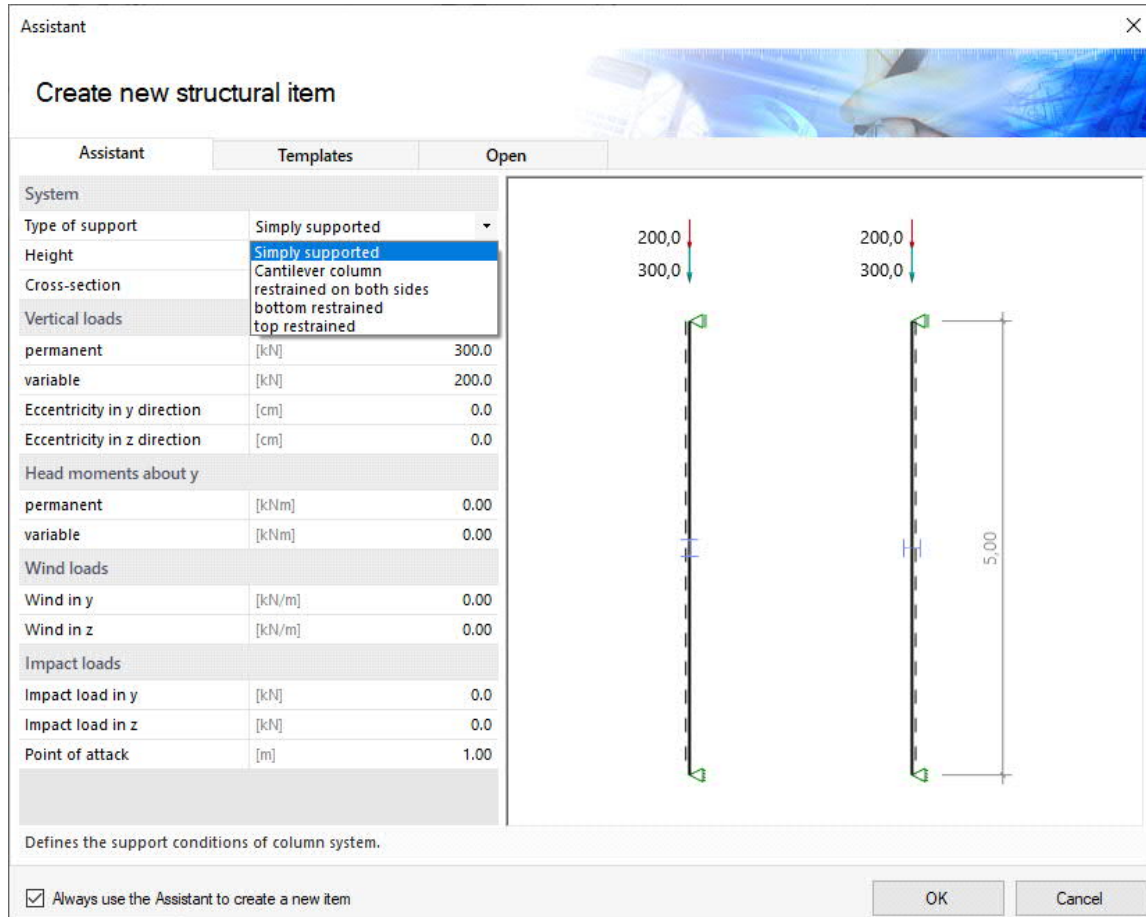 Assistant
Create new structural item
Assistant Templates Open
System
Type of support Simply supported
Height Simply supported
Cantilever column
Cross-section restrained on both sides
bottom restrained
Vertical loads top restrained
permanent [kN] 300.0
variable [kN] 200.0
Eccentricity in y direction [cm] 0.0
Eccentricity in z direction [cm] 0.0
Head moments about y
permanent [kNm] 0.00
variable [kNm] 0.00
Wind loads
Wind in y [kN/m] 0.00
Wind in z [kN/m] 0.00
Impact loads
Impact load in y [kN] 0.0
Impact load in z [kN] 0.0
Point of attack [m] 1.00
200,0 200,0
300,0 300,0
5,00
Defines the support conditions of column system.
Always use the Assistant to create a new item
OK Cancel